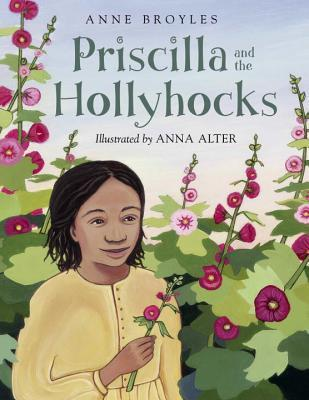 ANNE BROYLES
Priscilla and the
Hollyhocks
Illustrated by ANNA ALTER